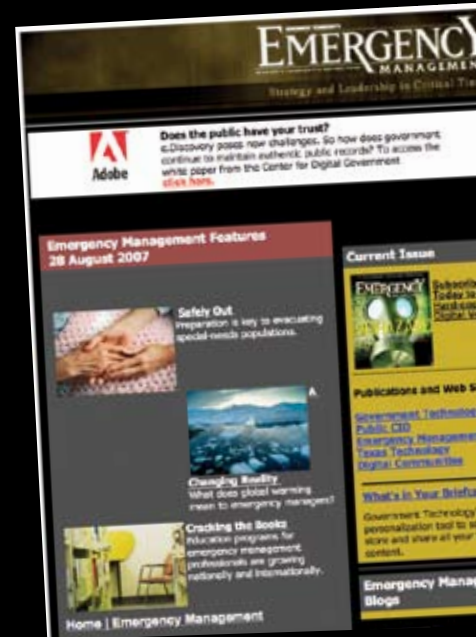 EMERGENCY
MANAGEMENT
Strategy and Leadership in Critical
Adobe
Does the public have your trust?
e.Discovery poses new challenges. So how does government
continue to maintain authentic public records? To access the
white paper from the Center for Digital Government
click here.
Emergency Management Features
28 August 2007
Safely Out
Preparation is key to evacuating
special-needs populations.
A
Changing Reality
What does global warming
mean to emergency managers?
Cracking the Books
Education programs for
emergency management
professionals are growing
nationally and internationally.
Home | Emergency Management
Current Issue
EMERGENCY
Today
Digital
Publications and Web
Government Technology
Public CIO
Emergency Management
Texas Technology
Digital Communities
What's in Your
Government Technology
personalization tool to
store and share all your
content.
Emergency
Blogs